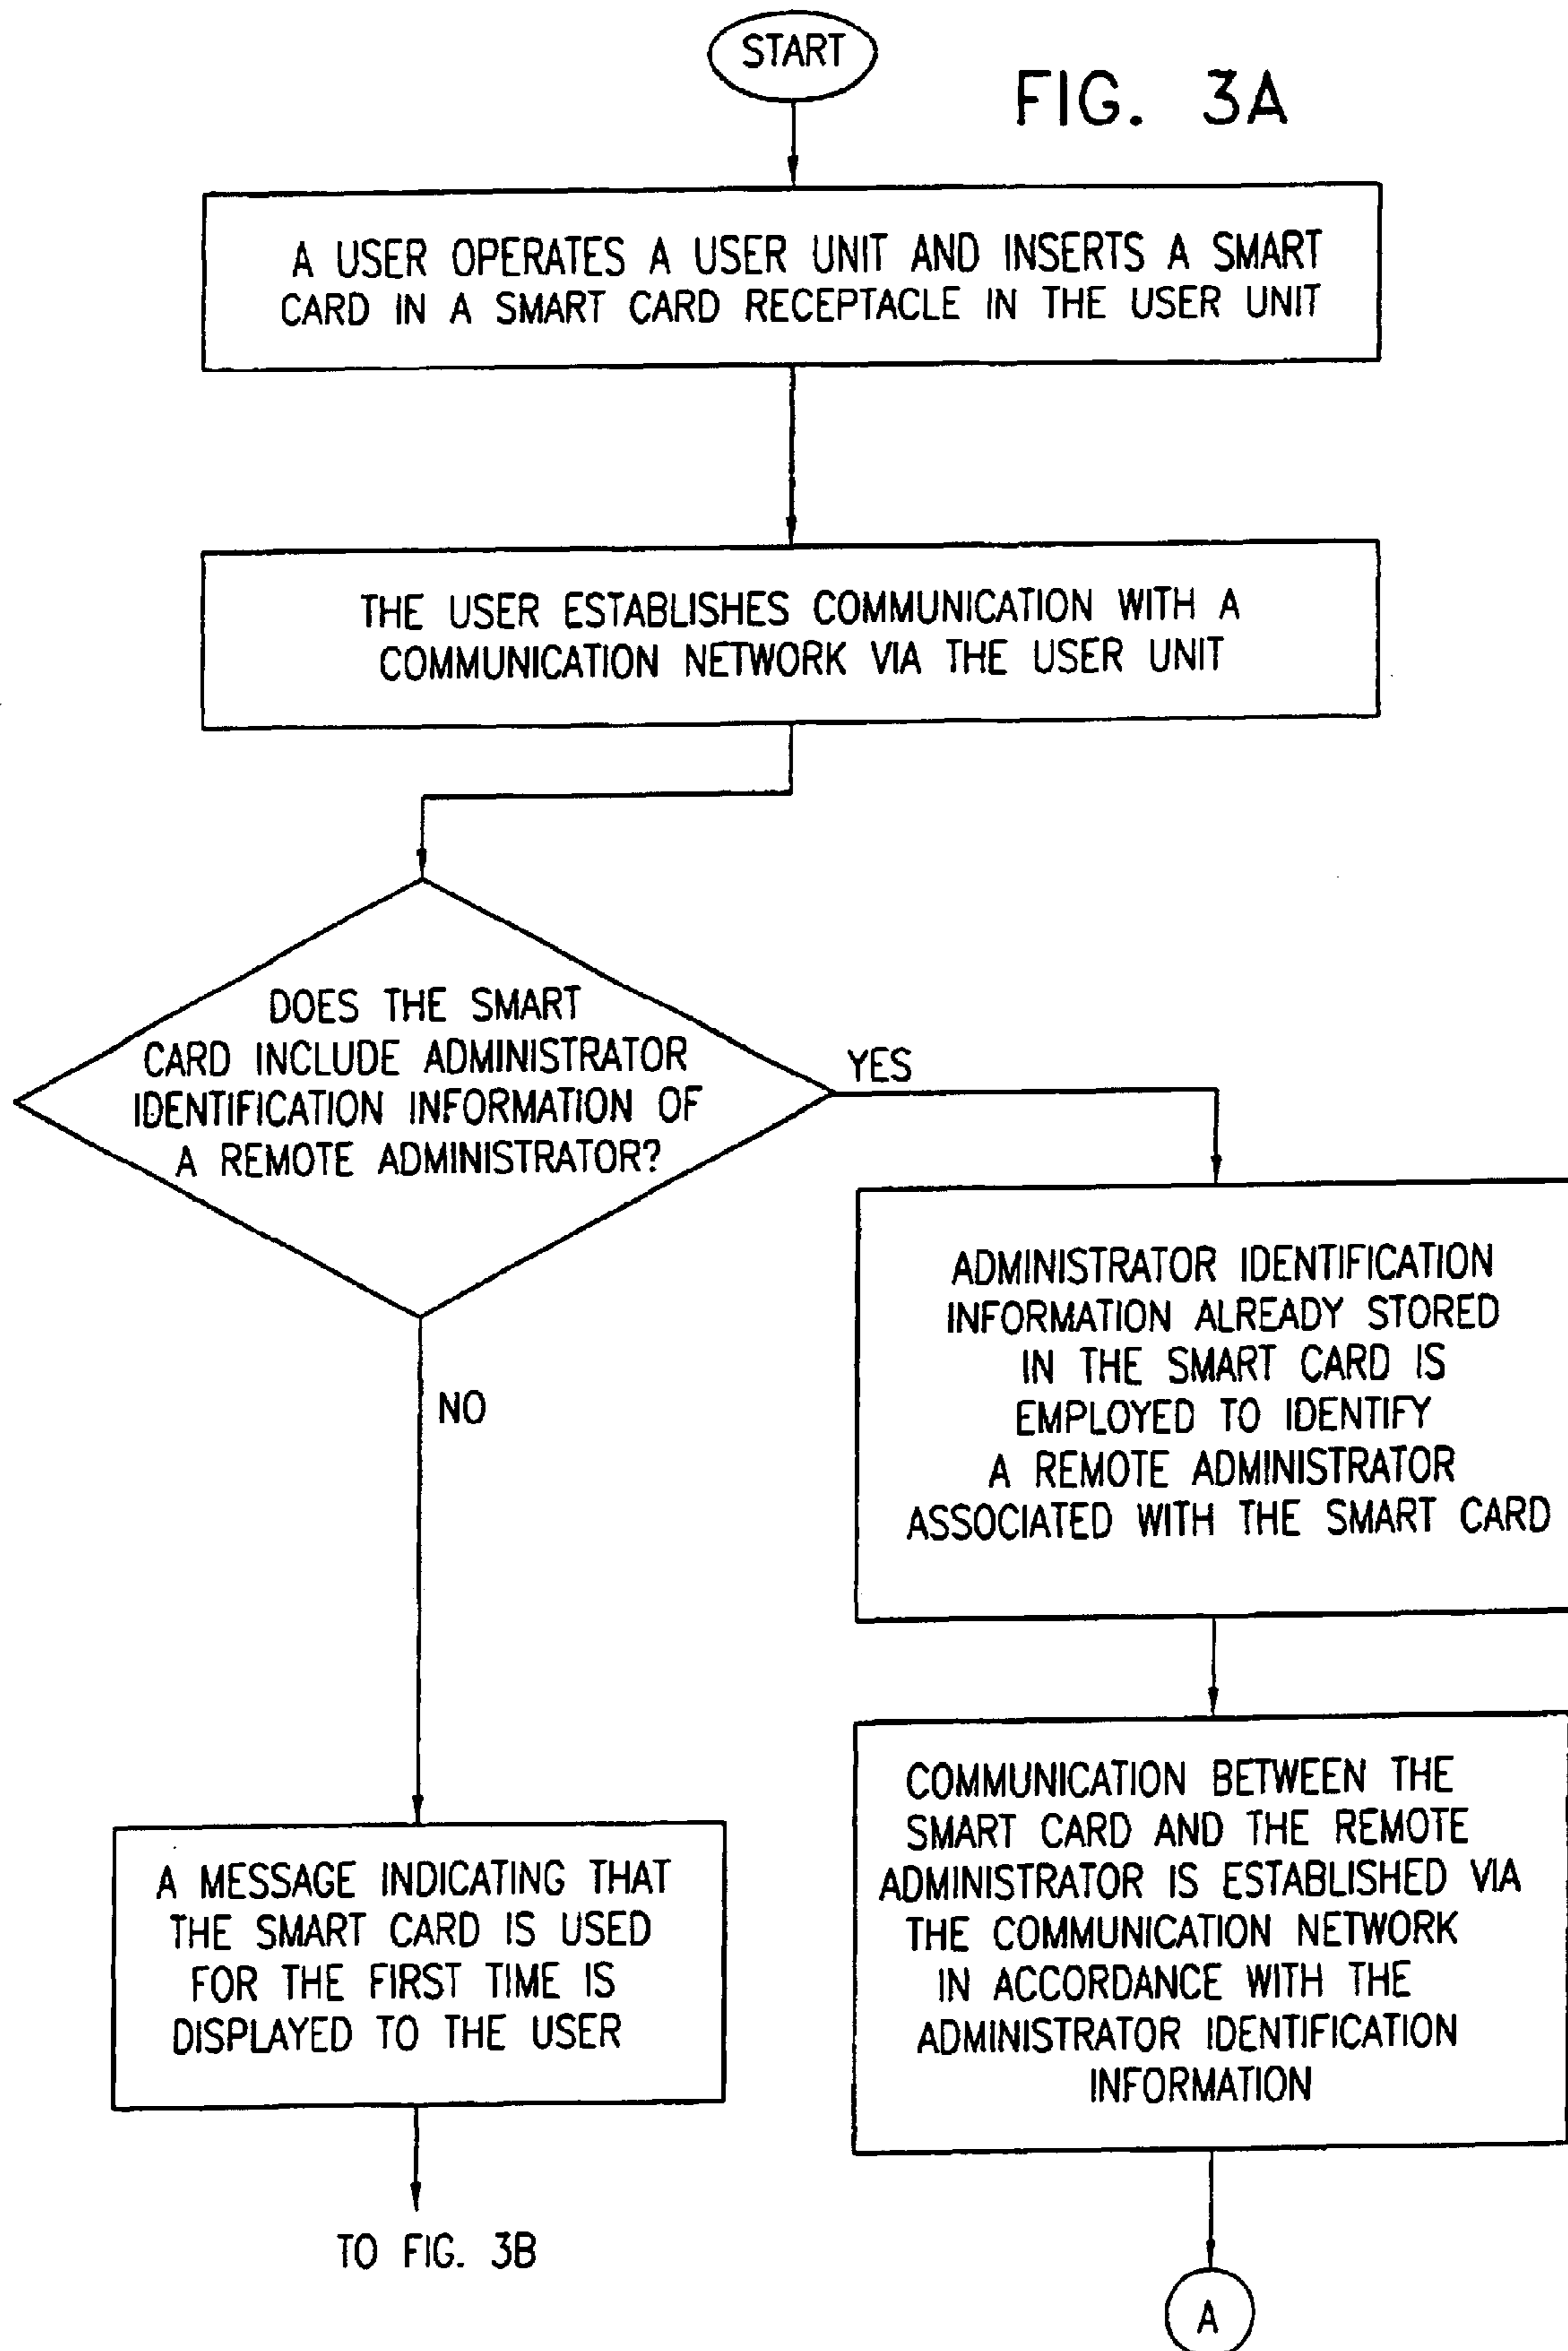 START
FIG. 3A
A USER OPERATES A USER UNIT AND INSERTS A SMART
CARD IN A SMART CARD RECEPTACLE IN THE USER UNIT
THE USER ESTABLISHES COMMUNICATION WITH A
COMMUNICATION NETWORK VIA THE USER UNIT
DOES THE SMART
CARD INCLUDE ADMINISTRATOR
IDENTIFICATION INFORMATION OF
A REMOTE ADMINISTRATOR?
YES
ADMINISTRATOR IDENTIFICATION
INFORMATION ALREADY STORED
IN THE SMART CARD IS
EMPLOYED TO IDENTIFY
A REMOTE ADMINISTRATOR
ASSOCIATED WITH THE SMART CARD
NO
COMMUNICATION BETWEEN THE
SMART CARD AND THE REMOTE
ADMINISTRATOR IS ESTABLISHED VIA
THE COMMUNICATION NETWORK
IN ACCORDANCE WITH THE
ADMINISTRATOR IDENTIFICATION
INFORMATION
A MESSAGE INDICATING THAT
THE SMART CARD IS USED
FOR THE FIRST TIME IS
DISPLAYED TO THE USER
TO FIG. 3B
A